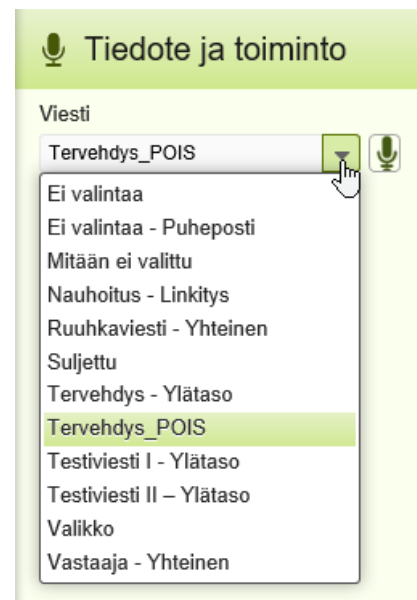 Tiedote ja toiminto
Viesti
Tervehdys_POIS
Ei valintaa
Ei valintaa - Puheposti
Mitään ei valittu
Nauhoitus - Linkitys
Ruuhkaviesti - Yhteinen
Suljettu
Tervehdys - Ylätaso
Tervehdys_POIS
Testiviesti I - Ylätaso
Testiviesti II – Ylätaso
Valikko
Vastaaja - Yhteinen